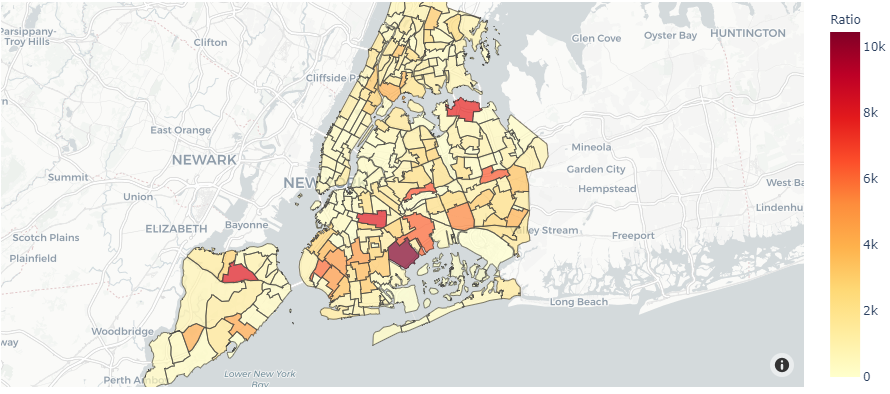 Parsippany-
Troy Hills
Clifton
Glen Cove
Oyster Bay
HUNTINGTON
Cliffside P
East Orange
NEWARK
Mineola
Garden City
Summit
NEW
Hempstead
West Ba
Union
Lindenhu
ELIZABETH
Bayonne
ley Stream
Freeport
Scotch Plains
Plainfield
Long Beach
Woodbridge
way
Perth Ambo
Lower New York
Bay
Ratio
10k
8k
6k
4k
2k
0
i